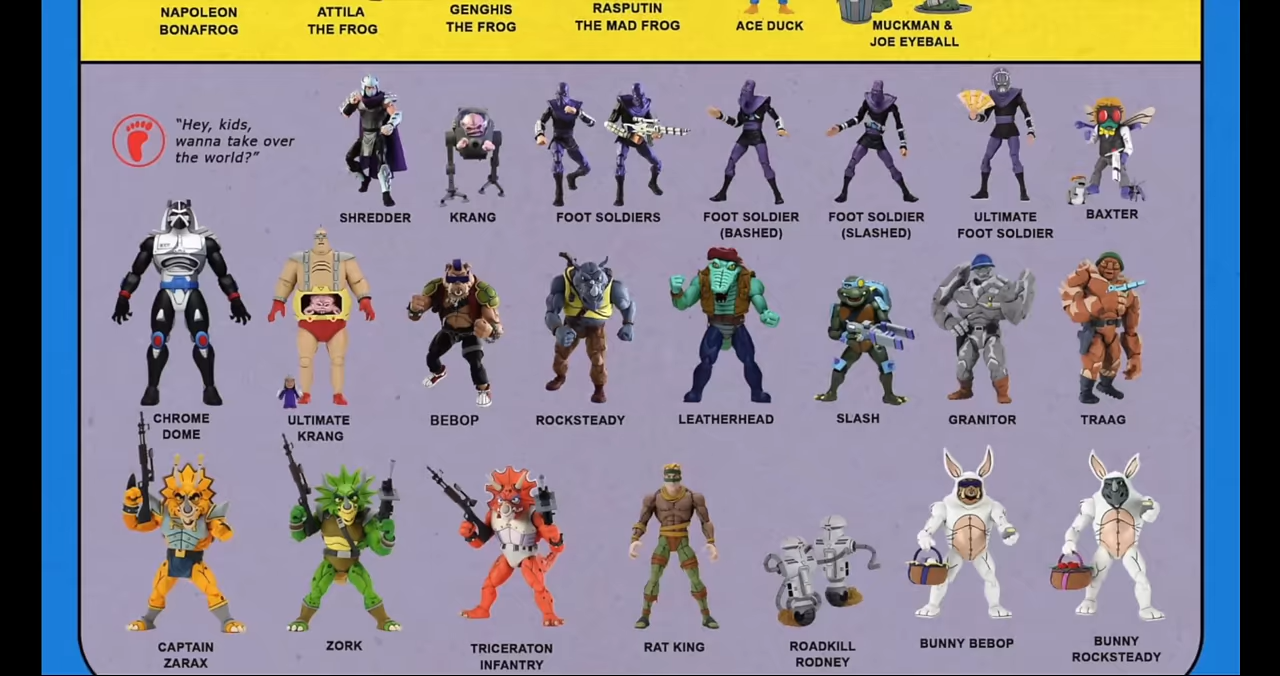 NAPOLEON
BONAFROG
ATTILA
THE FROG
GENGHIS
THE FROG
RASPUTIN
THE MAD FROG
ACE DUCK
MUCKMAN &
JOE EYEBALL
"Hey, kids,
wanna take over
the world?"
SHREDDER
KRANG
FOOT SOLDIERS
FOOT SOLDIER
(BASHED)
FOOT SOLDIER
(SLASHED)
ULTIMATE
FOOT SOLDIER
BAXTER
CHROME
DOME
ULTIMATE
KRANG
BEBOP
ROCKSTEADY
LEATHERHEAD
SLASH
GRANITOR
TRAAG
CAPTAIN
ZARAX
ZORK
TRICERATON
INFANTRY
RAT KING
ROADKILL
RODNEY
BUNNY BEBOP
BUNNY
ROCKSTEADY